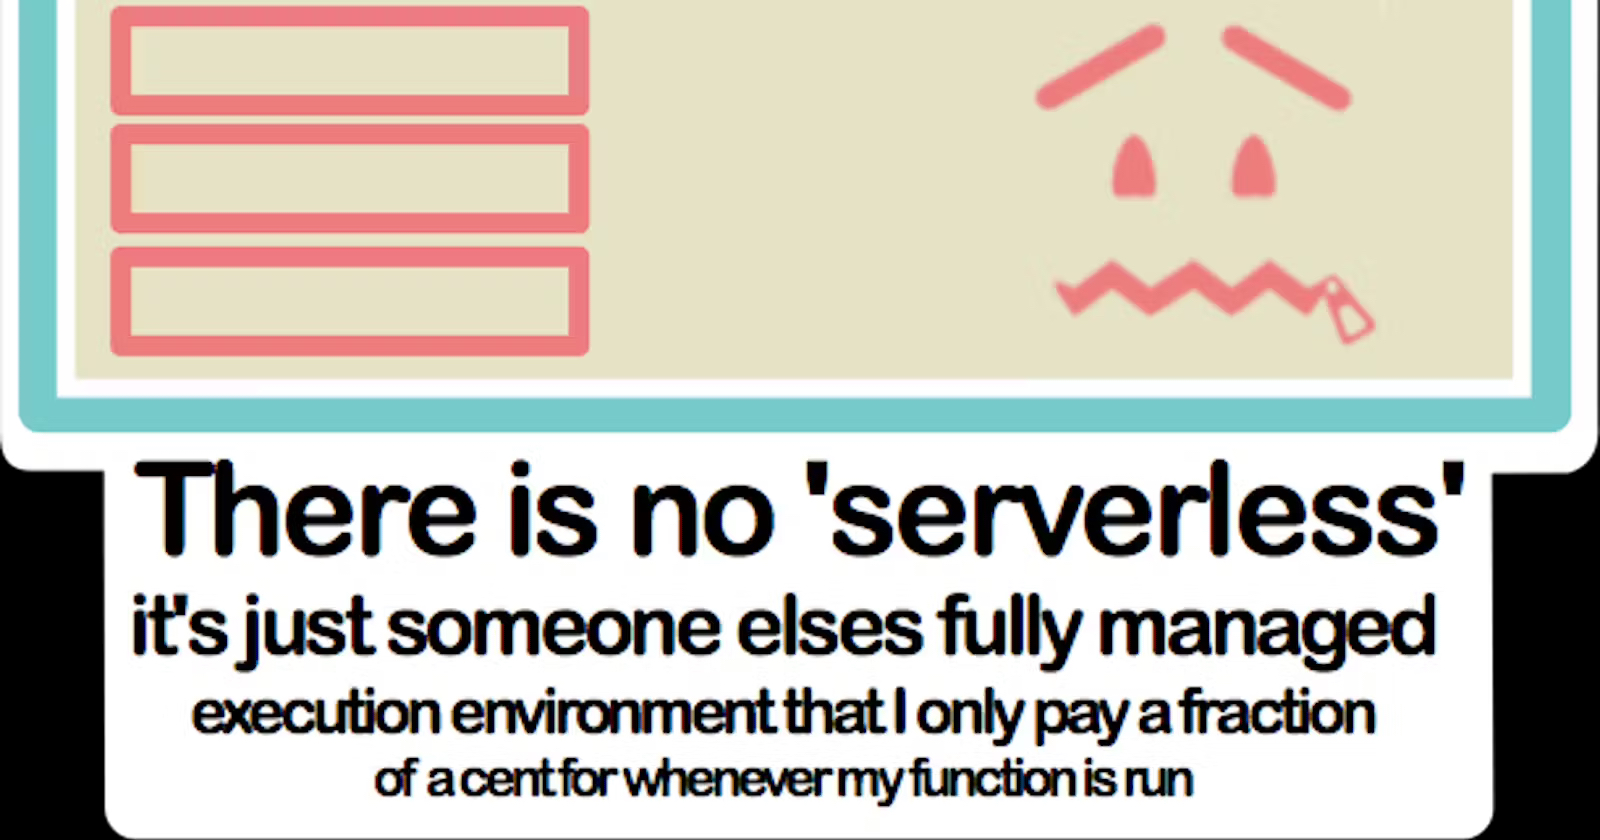 There is no 'serverless'
it's just someone elses fully managed
execution environment that I only pay a fraction
of a cent for whenever my function is run